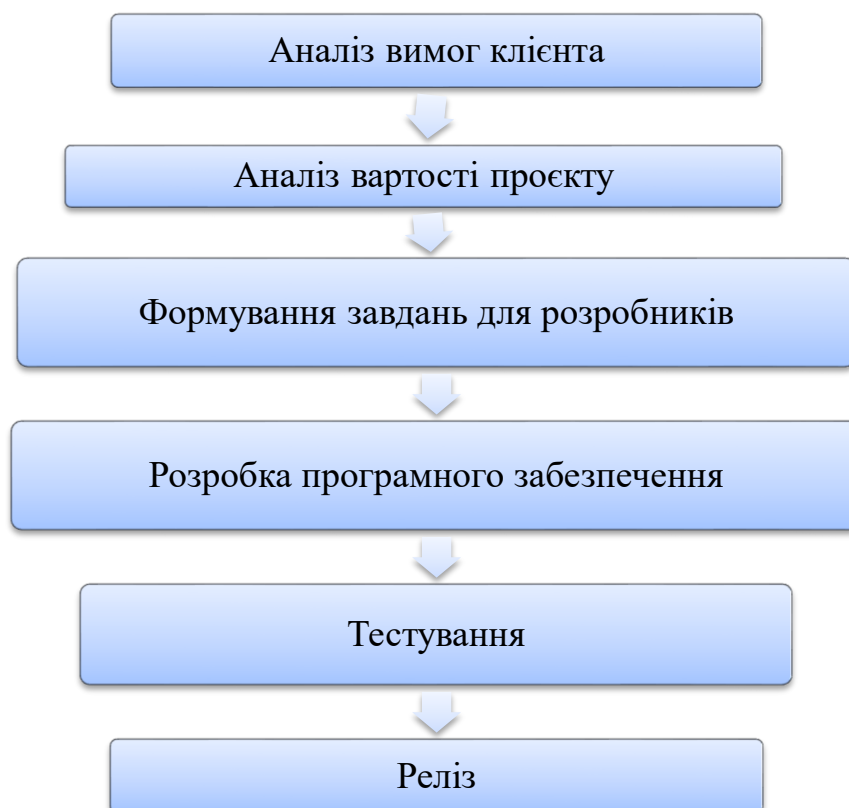 Аналіз вимог клієнта
Аналіз вартості проєкту
Формування завдань для розробників
Розробка програмного забезпечення
Тестування
Реліз